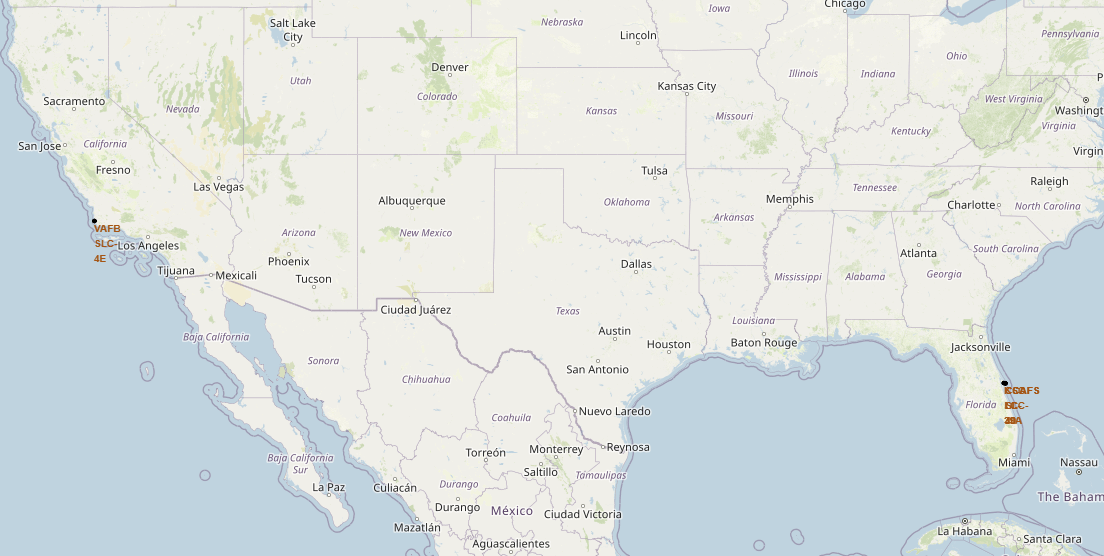 Chicago
Iowa
Nebraska
Salt Lake
City
Lincoln
Pennsylvania
Ohio
Denver
Utah
Illinois
Indiana
Kansas City
Colorado
Sacramento
Nevada
Kansas
Missouri
West Virginia
Washingt
Virginia
Kentucky
San Jose
California
Fresno
Las Vegas
Tulsa
Virgin
Raleigh
Tennessee
Albuquerque
Oklahoma
Memphis
Charlotte
North Carolina
Arkansas
VAFB
SLC-
4E
Los Angeles
Arizona
New Mexico
South Carolina
Atlanta
Phoenix
Dallas
Tijuana
Mexicali
Tucson
Mississippi
Alabama
Georgia
Ciudad Juárez
Texas
Louisiana
Baja California
Austin
Houston
Baton Rouge
Jacksonville
Sonora
San Antonio
Chihuahua
Florida
Nuevo Laredo
Coahuila
Reynosa
Monterrey
Torreón
Baja California
Sur
Saltillo
Tamaulipas
Miami
Nassau
La Paz
Culiacán
Durango
Durango
México
Ciudad Victoria
The Baham
Mazatlán
Aguascalientes
La Habana
Santa Clara